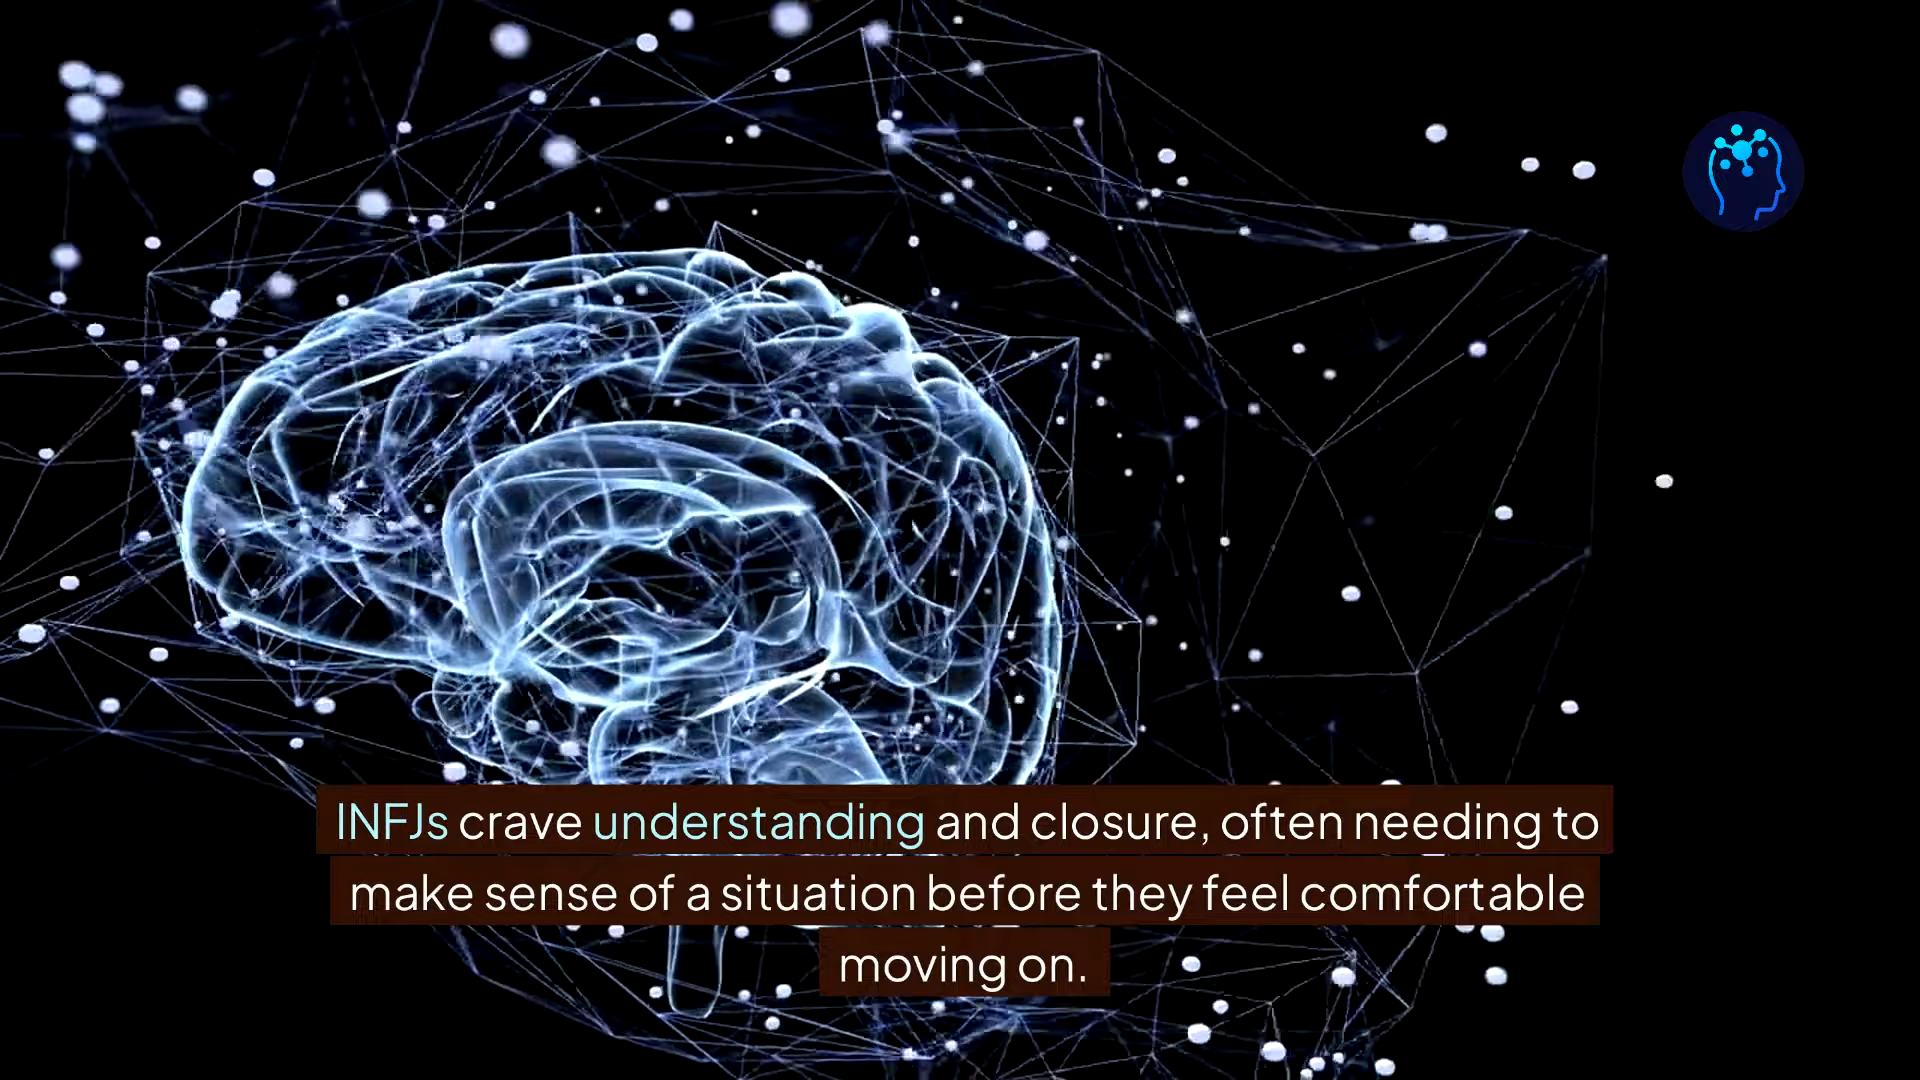 INFJs crave understanding and closure, often needing to
make sense of a situation before they feel comfortable
moving on.